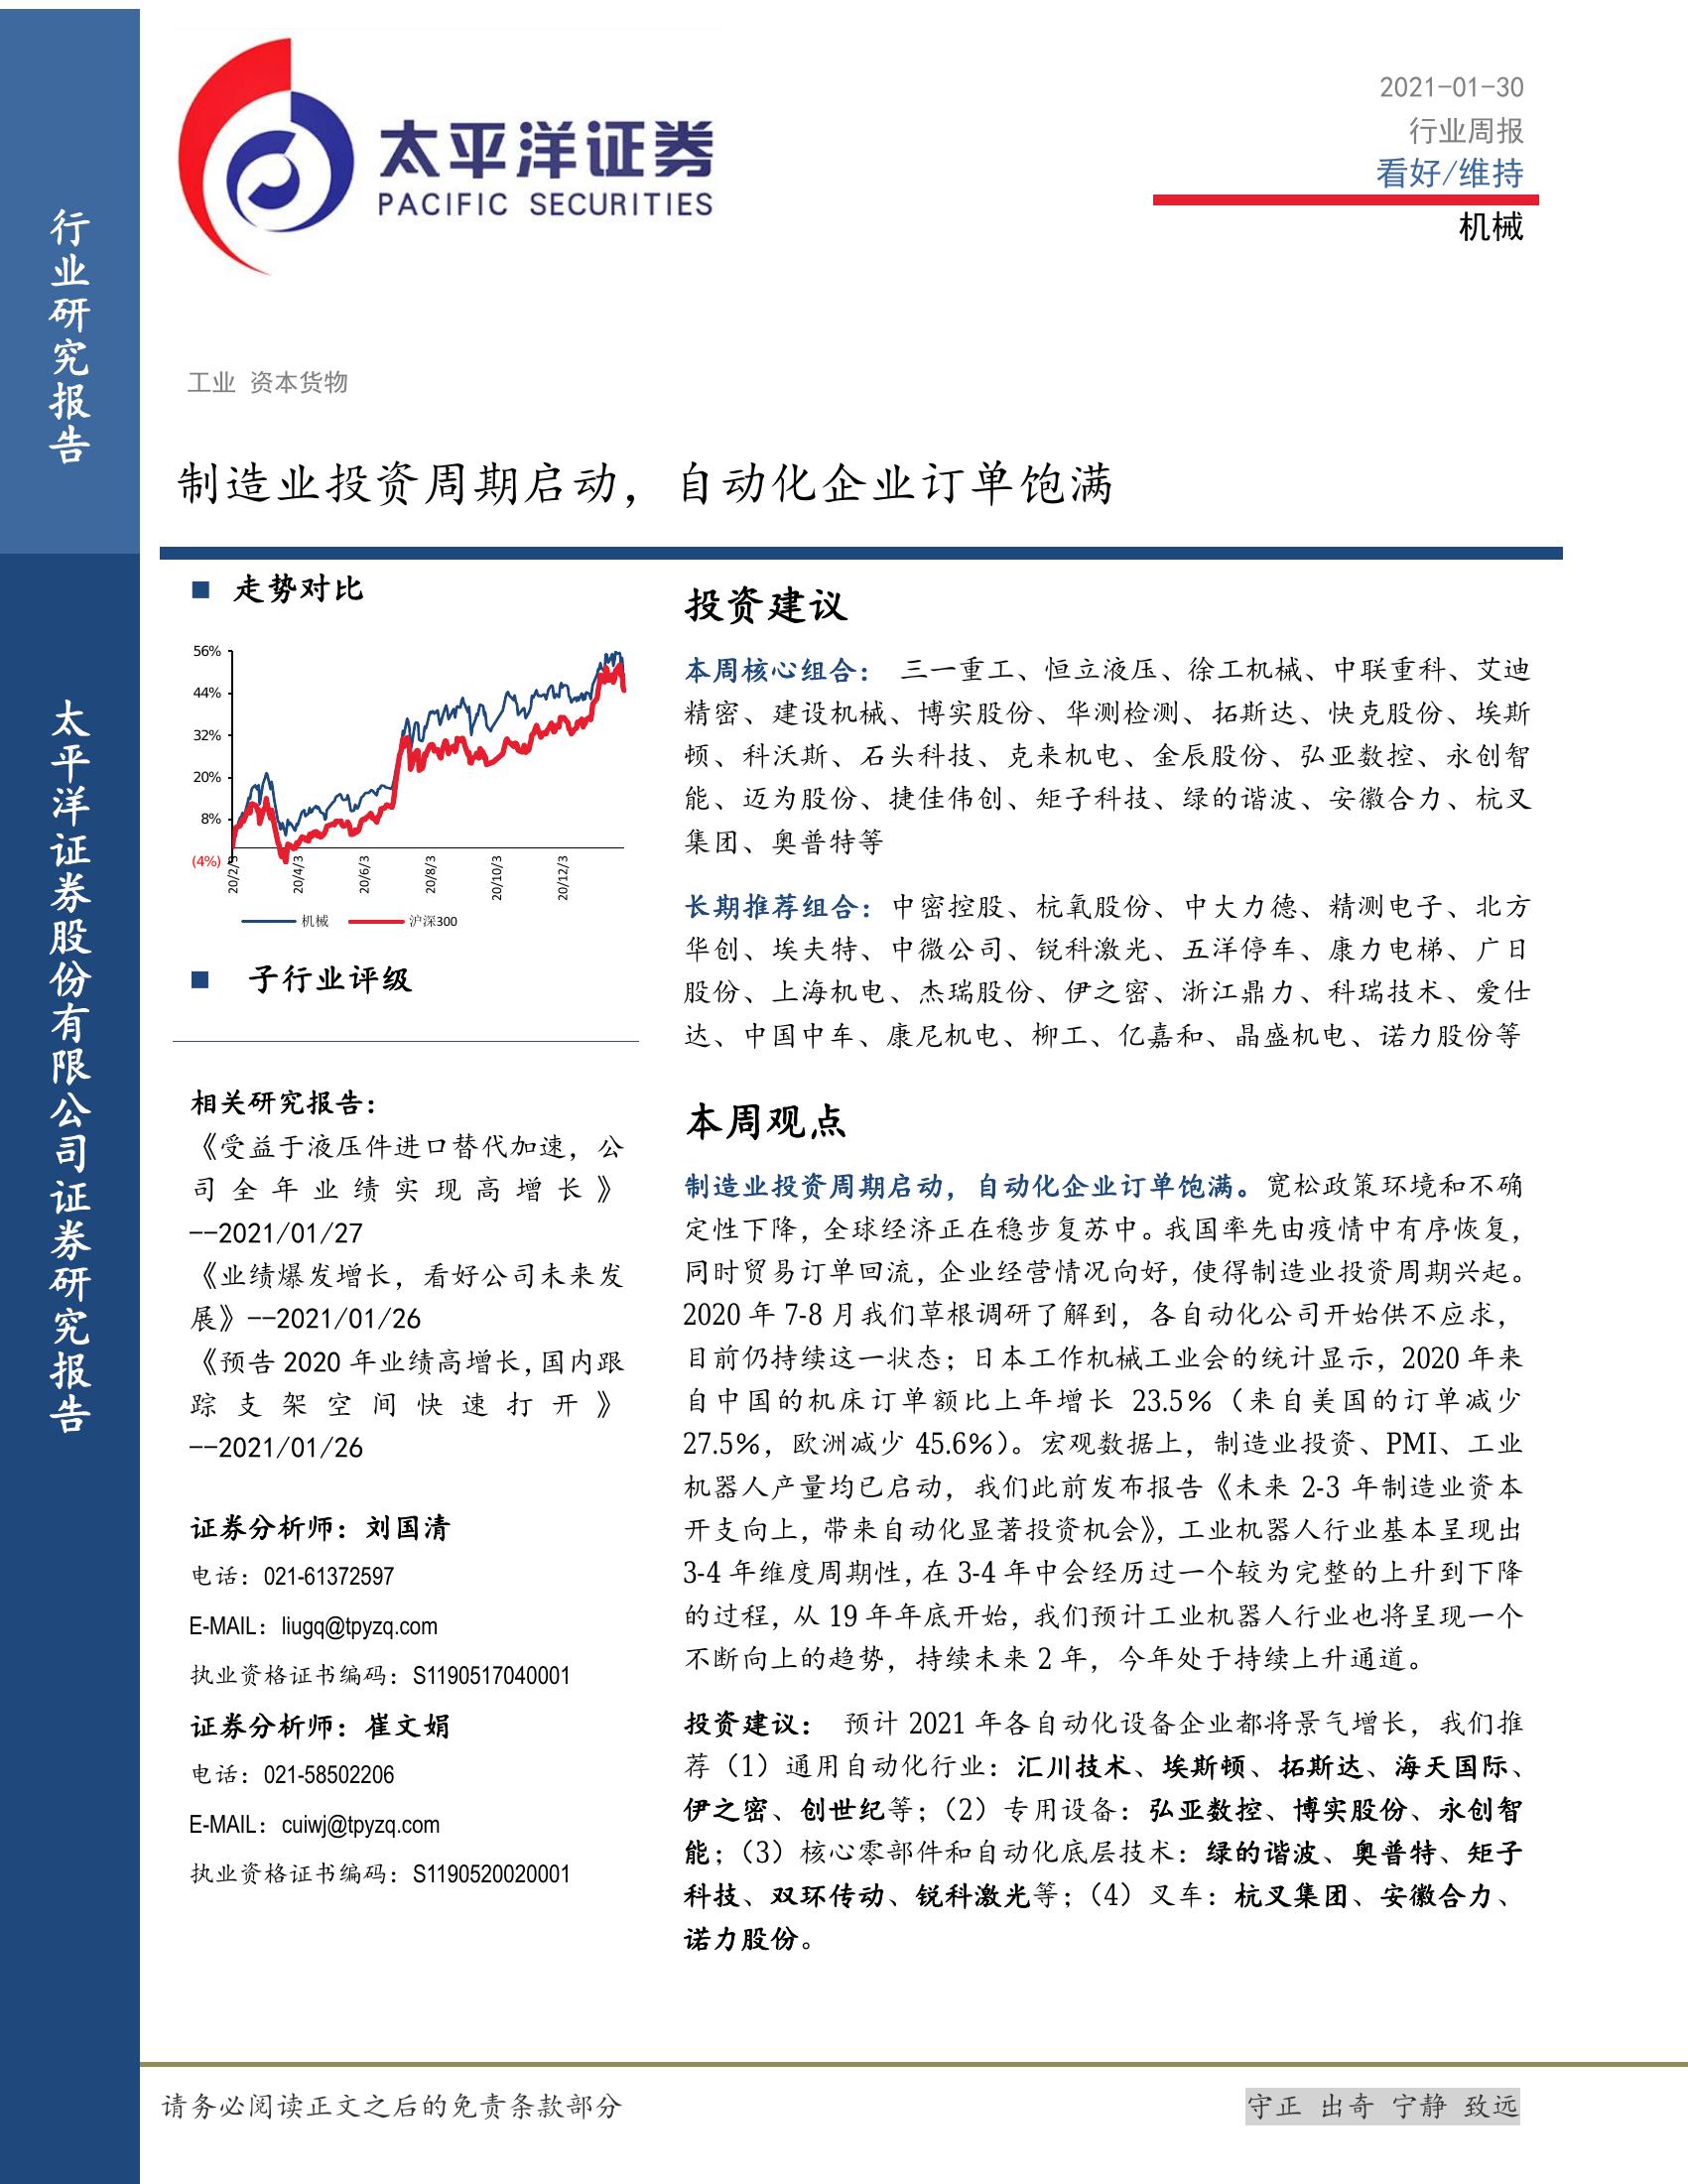 行业研究报告
太平洋证券股份有限公司证券研究报告
太平洋证券
PACIFIC SECURITIES
2021-01-30
行业周报
看好/维持
机械
工业 资本货物
制造业投资周期启动，自动化企业订单饱满
■ 走势对比
56%
44%
32%
20%
8%
(4%)
20/2/3
20/4/3
20/6/3
20/8/3
20/10/3
20/12/3
机械 沪深300
■ 子行业评级
相关研究报告：
《受益于液压件进口替代加速，公
司全年业绩实现高增长》
--2021/01/27
《业绩爆发增长，看好公司未来发
展》--2021/01/26
《预告 2020 年业绩高增长，国内跟
踪支架空间快速打开》
--2021/01/26
证券分析师：刘国清
电话：021-61372597
E-MAIL：liugq@tpyzq.com
执业资格证书编码：S1190517040001
证券分析师：崔文娟
电话：021-58502206
E-MAIL：cuiwj@tpyzq.com
执业资格证书编码：S1190520020001
投资建议
本周核心组合： 三一重工、恒立液压、徐工机械、中联重科、艾迪
精密、建设机械、博实股份、华测检测、拓斯达、快克股份、埃斯
顿、科沃斯、石头科技、克来机电、金辰股份、弘亚数控、永创智
能、迈为股份、捷佳伟创、矩子科技、绿的谐波、安徽合力、杭叉
集团、奥普特等
长期推荐组合：中密控股、杭氧股份、中大力德、精测电子、北方
华创、埃夫特、中微公司、锐科激光、五洋停车、康力电梯、广日
股份、上海机电、杰瑞股份、伊之密、浙江鼎力、科瑞技术、爱仕
达、中国中车、康尼机电、柳工、亿嘉和、晶盛机电、诺力股份等
本周观点
制造业投资周期启动，自动化企业订单饱满。宽松政策环境和不确
定性下降，全球经济正在稳步复苏中。我国率先由疫情中有序恢复，
同时贸易订单回流，企业经营情况向好，使得制造业投资周期兴起。
2020 年 7-8 月我们草根调研了解到，各自动化公司开始供不应求，
目前仍持续这一状态；日本工作机械工业会的统计显示，2020 年来
自中国的机床订单额比上年增长 23.5%（来自美国的订单减少
27.5%，欧洲减少 45.6%）。宏观数据上，制造业投资、PMI、工业
机器人产量均已启动，我们此前发布报告《未来 2-3 年制造业资本
开支向上，带来自动化显著投资机会》，工业机器人行业基本呈现出
3-4 年维度周期性，在 3-4 年中会经历过一个较为完整的上升到下降
的过程，从 19 年年底开始，我们预计工业机器人行业也将呈现一个
不断向上的趋势，持续未来 2 年，今年处于持续上升通道。
投资建议： 预计 2021 年各自动化设备企业都将景气增长，我们推
荐（1）通用自动化行业：汇川技术、埃斯顿、拓斯达、海天国际、
伊之密、创世纪等；（2）专用设备：弘亚数控、博实股份、永创智
能；（3）核心零部件和自动化底层技术：绿的谐波、奥普特、矩子
科技、双环传动、锐科激光等；（4）叉车：杭叉集团、安徽合力、
诺力股份。
请务必阅读正文之后的免责条款部分
守正 出奇 宁静 致远